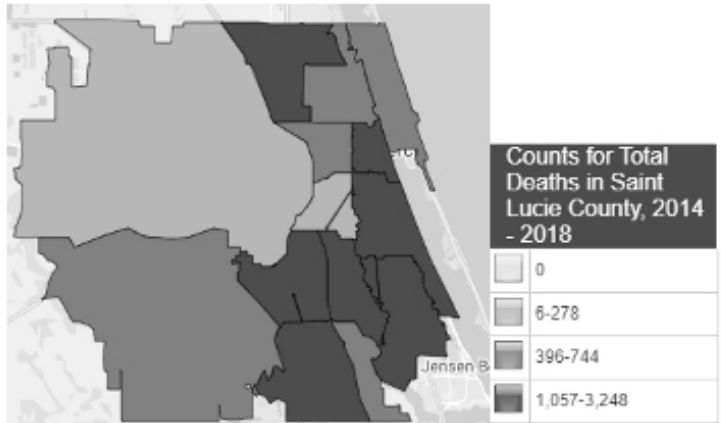 Counts for Total
Deaths in Saint
Lucie County, 2014
- 2018
0
6-278
396-744
1,057-3,248
Jensen B